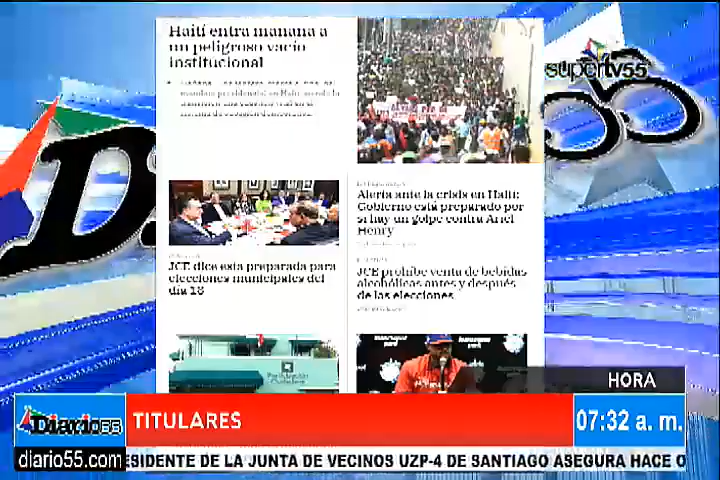 Haití entra mañana a
un peligroso vacío
institucional
supertv55
Alerta ante la crisis en Haití:
Gobierno está preparado por
si hay un golpe contra Ariel
Henry
JCE dice está preparada para
elecciones municipales del
día 18
JCE prohíbe venta de bebidas
alcohólicas antes y después
de las elecciones
Participación
Ciudadana
HORA
Diario55
TITULARES
07:32 a. m.
diario55.com
ESIDENTE DE LA JUNTA DE VECINOS UZP-4 DE SANTIAGO ASEGURA HACE O